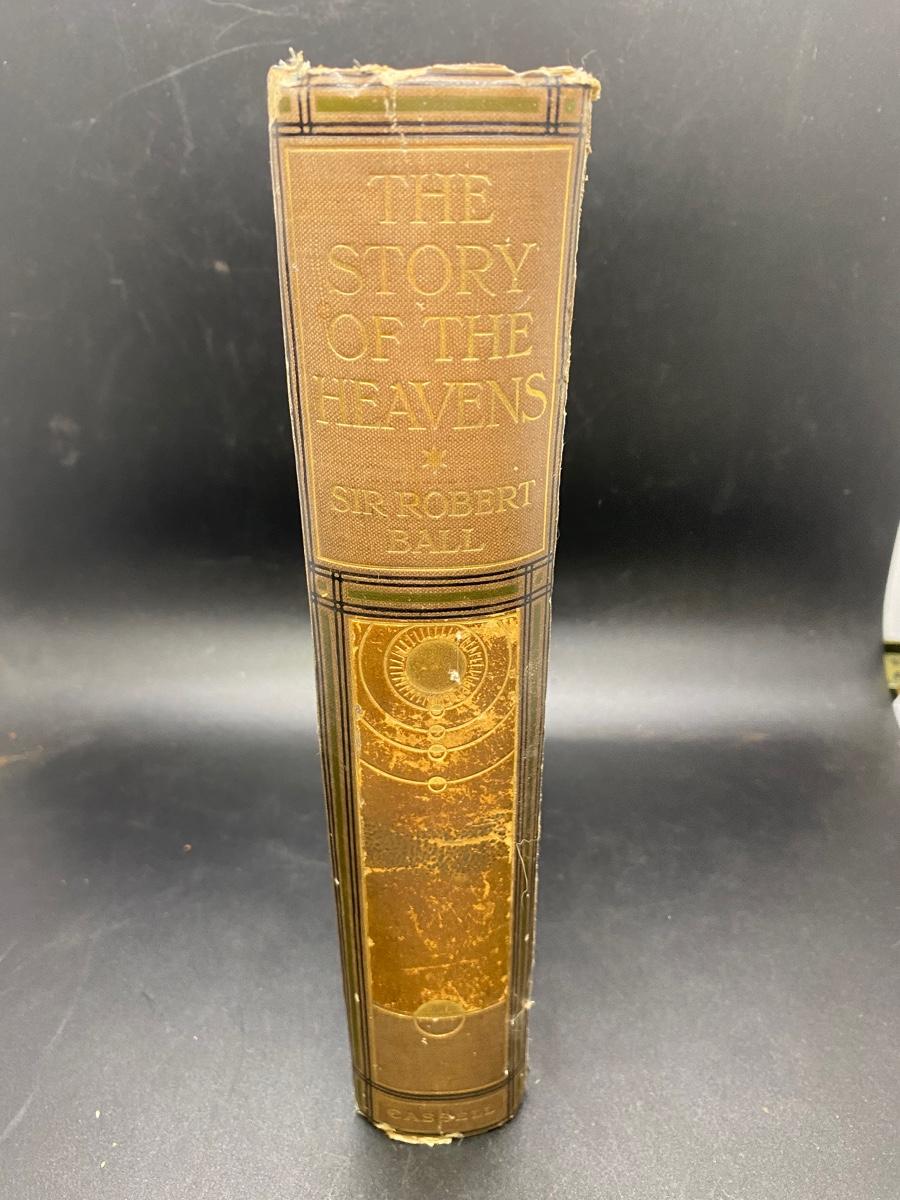 THE
STORY
OF THE
HEAVENS
SIR ROBERT
BALL
CASSELL